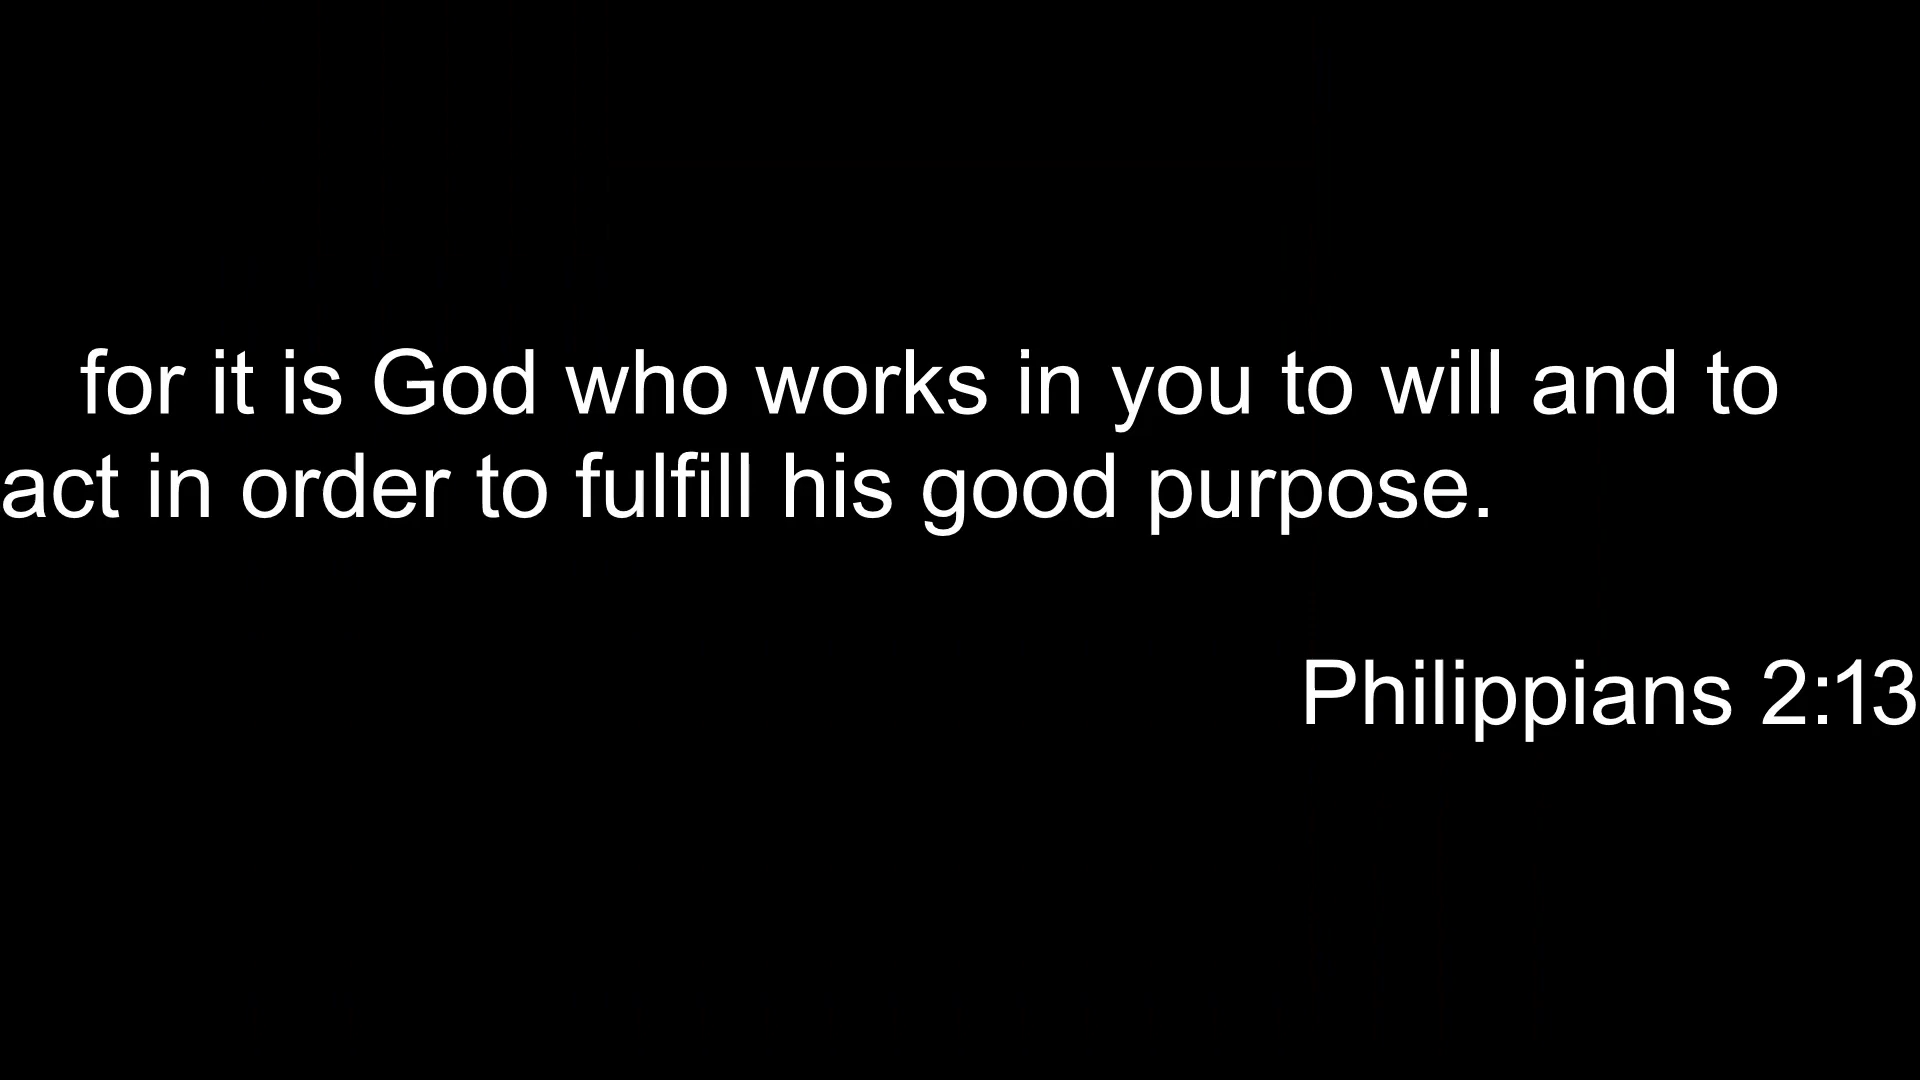 for it is God who works in you to will and to
act in order to fulfill his good purpose.
Philippians 2:13